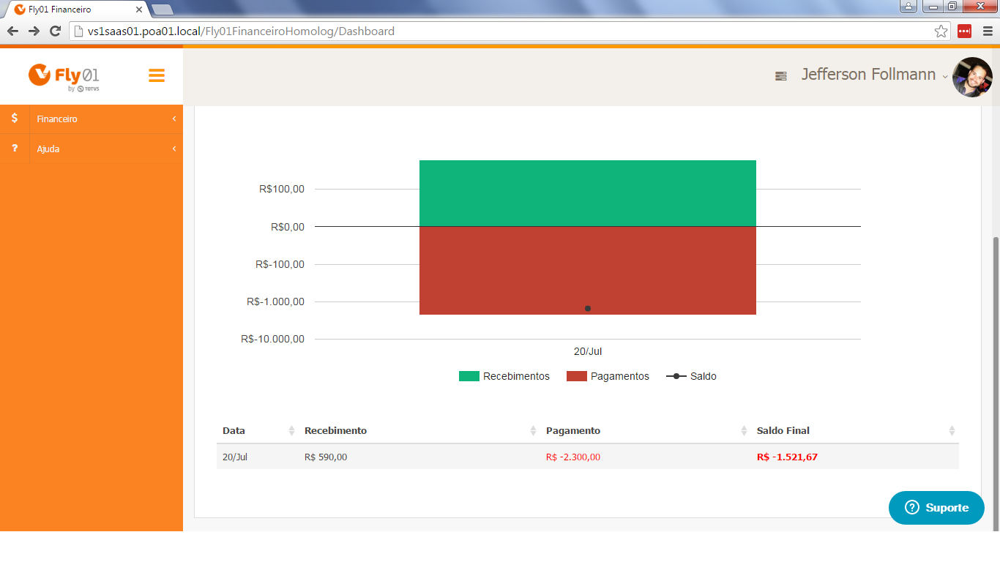 Fly01 Financeiro
vs1saas01.poa01.local/Fly01FinanceiroHomolog/Dashboard
Fly01
by TOTVS
Jefferson Follmann
Financeiro
Ajuda
R$100,00
R$0,00
R$-100,00
R$-1.000,00
R$-10.000,00
20/Jul
Recebimentos Pagamentos Saldo
Data Recebimento Pagamento Saldo Final
20/Jul R$ 590,00 R$ -2.300,00 R$ -1.521,67
Suporte